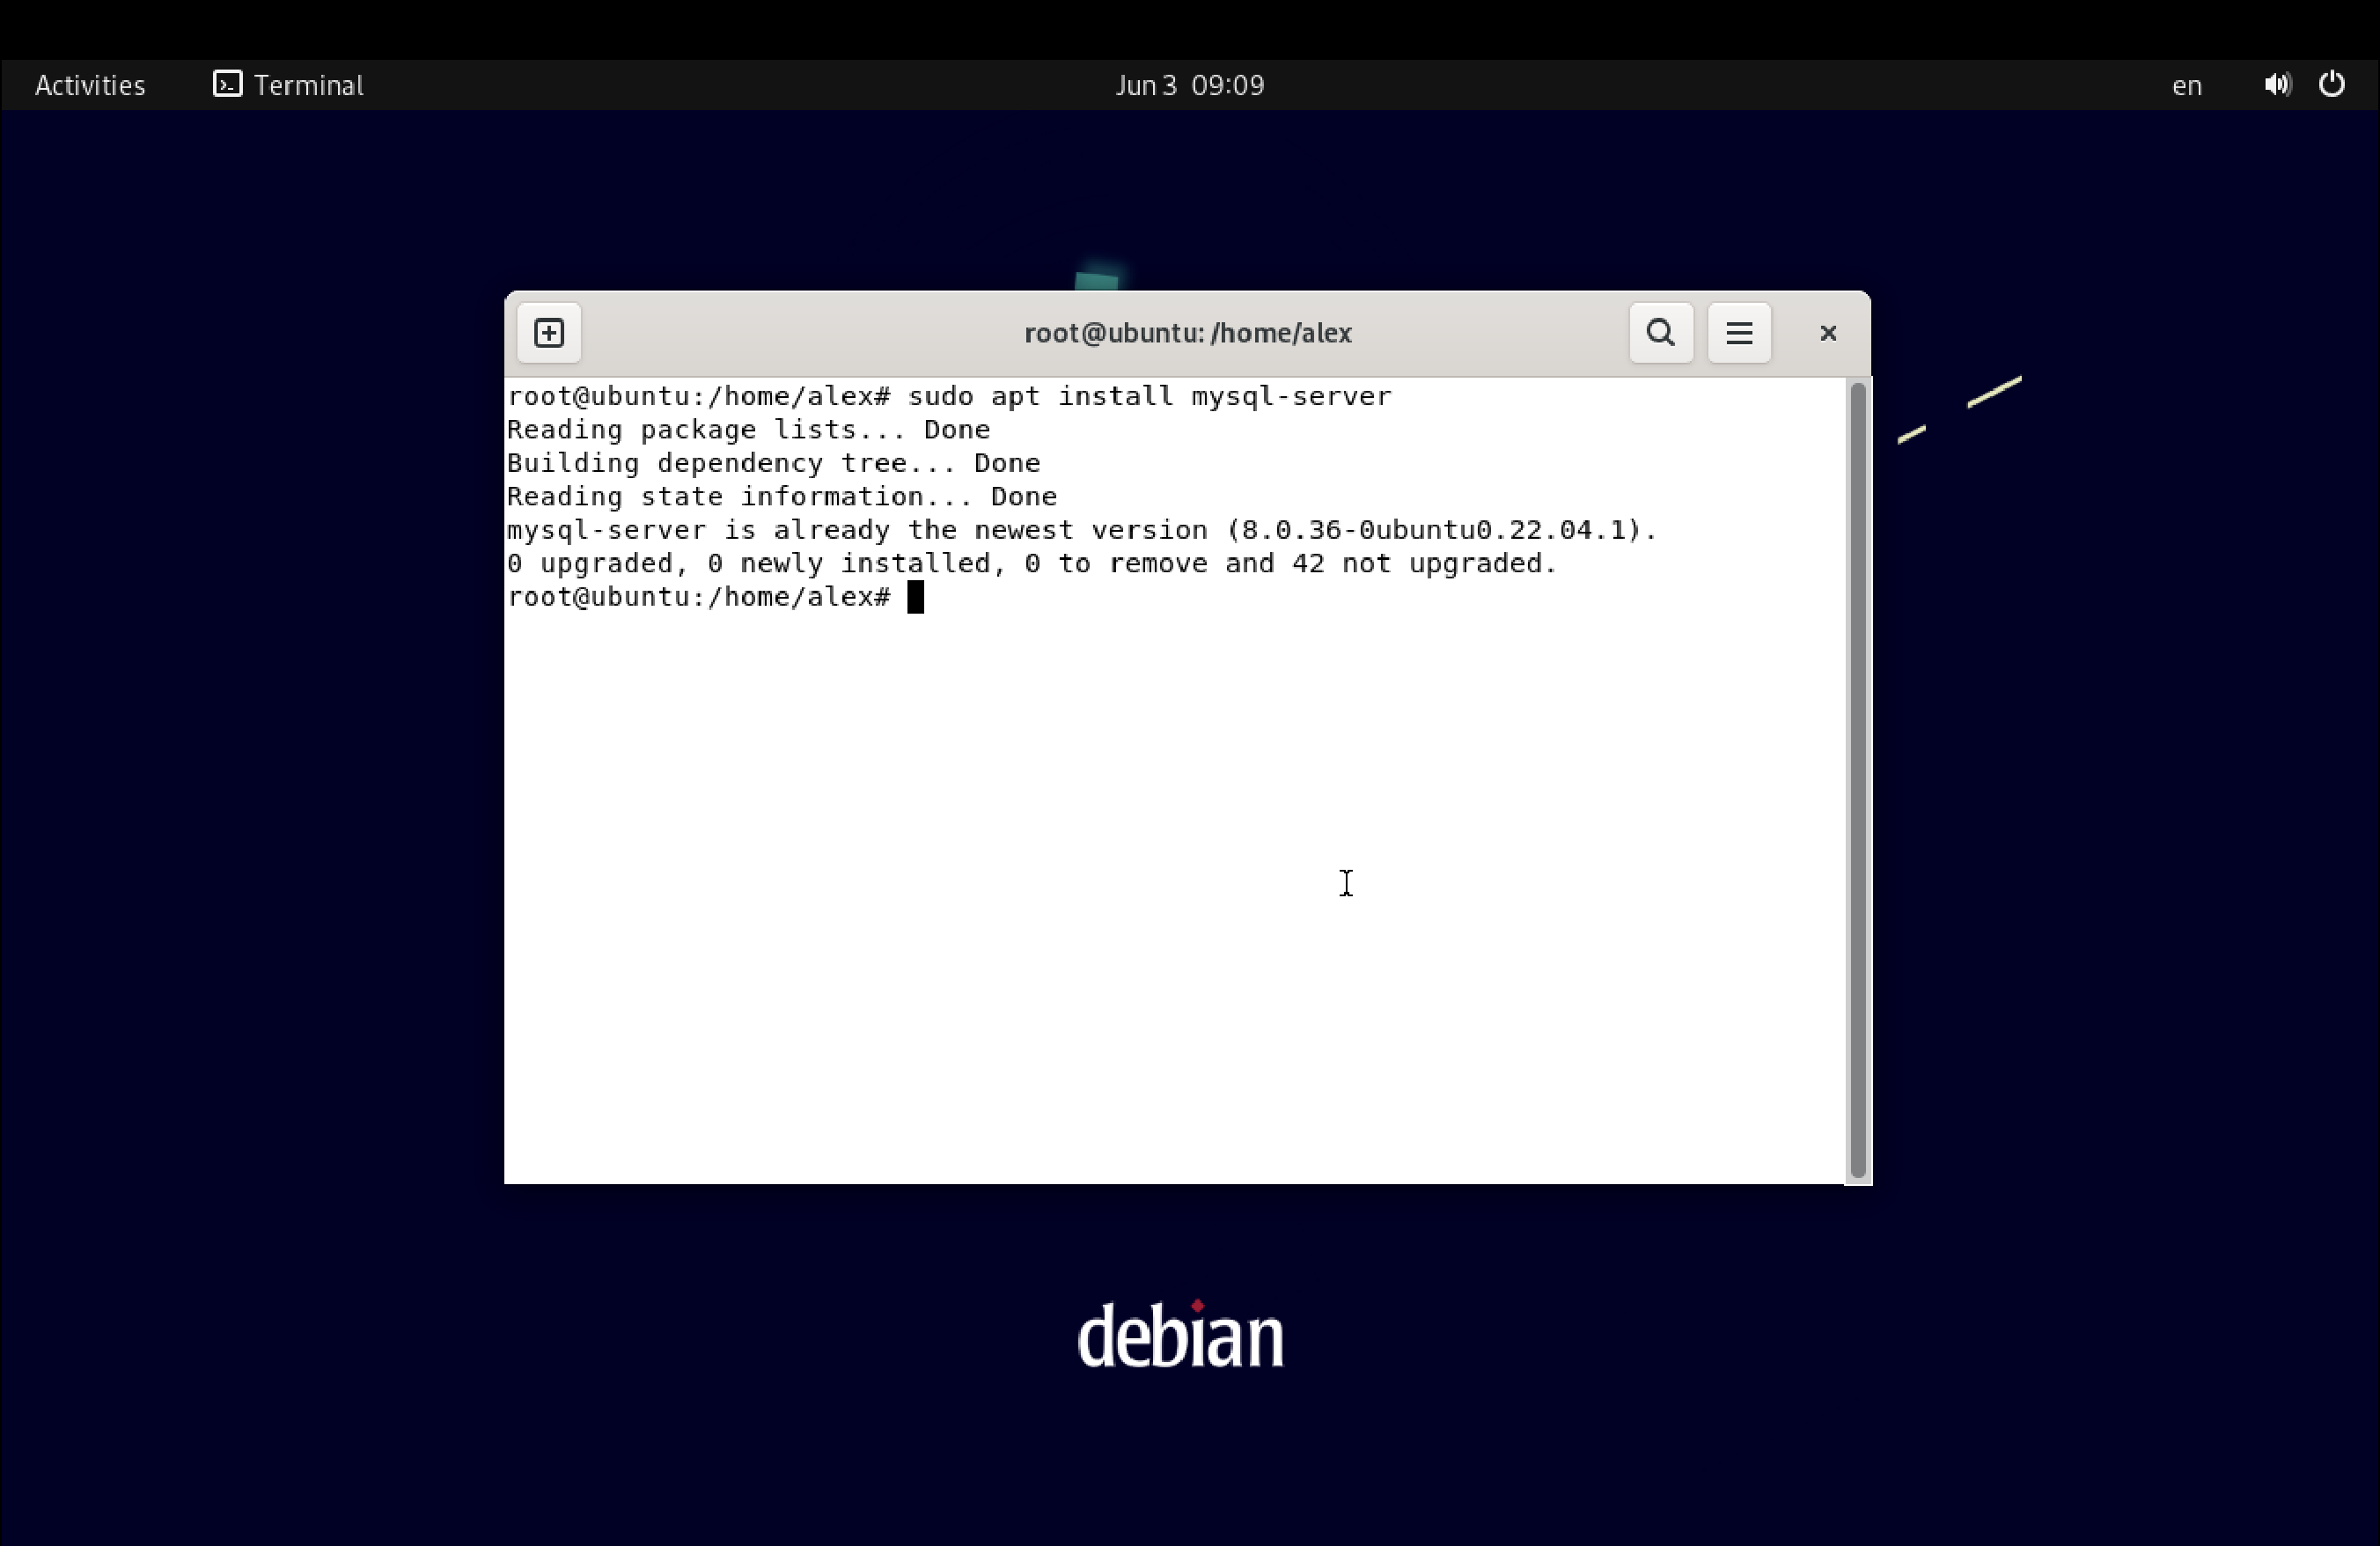 Activities Terminal Jun 3 09:09 en
root@ubuntu: /home/alex
root@ubuntu:/home/alex# sudo apt install mysql-server
Reading package lists... Done
Building dependency tree... Done
Reading state information... Done
mysql-server is already the newest version (8.0.36-0ubuntu0.22.04.1).
0 upgraded, 0 newly installed, 0 to remove and 42 not upgraded.
root@ubuntu:/home/alex#
debian